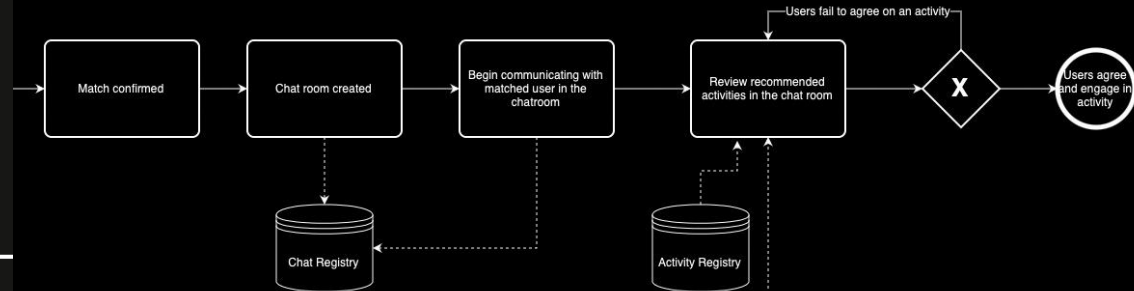 Users fail to agree on an activity
Match confirmed
Chat room created
Begin communicating with
matched user in the
chatroom
Review recommended
activities in the chat room
X
Users agree
and engage in
activity
Chat Registry
Activity Registry